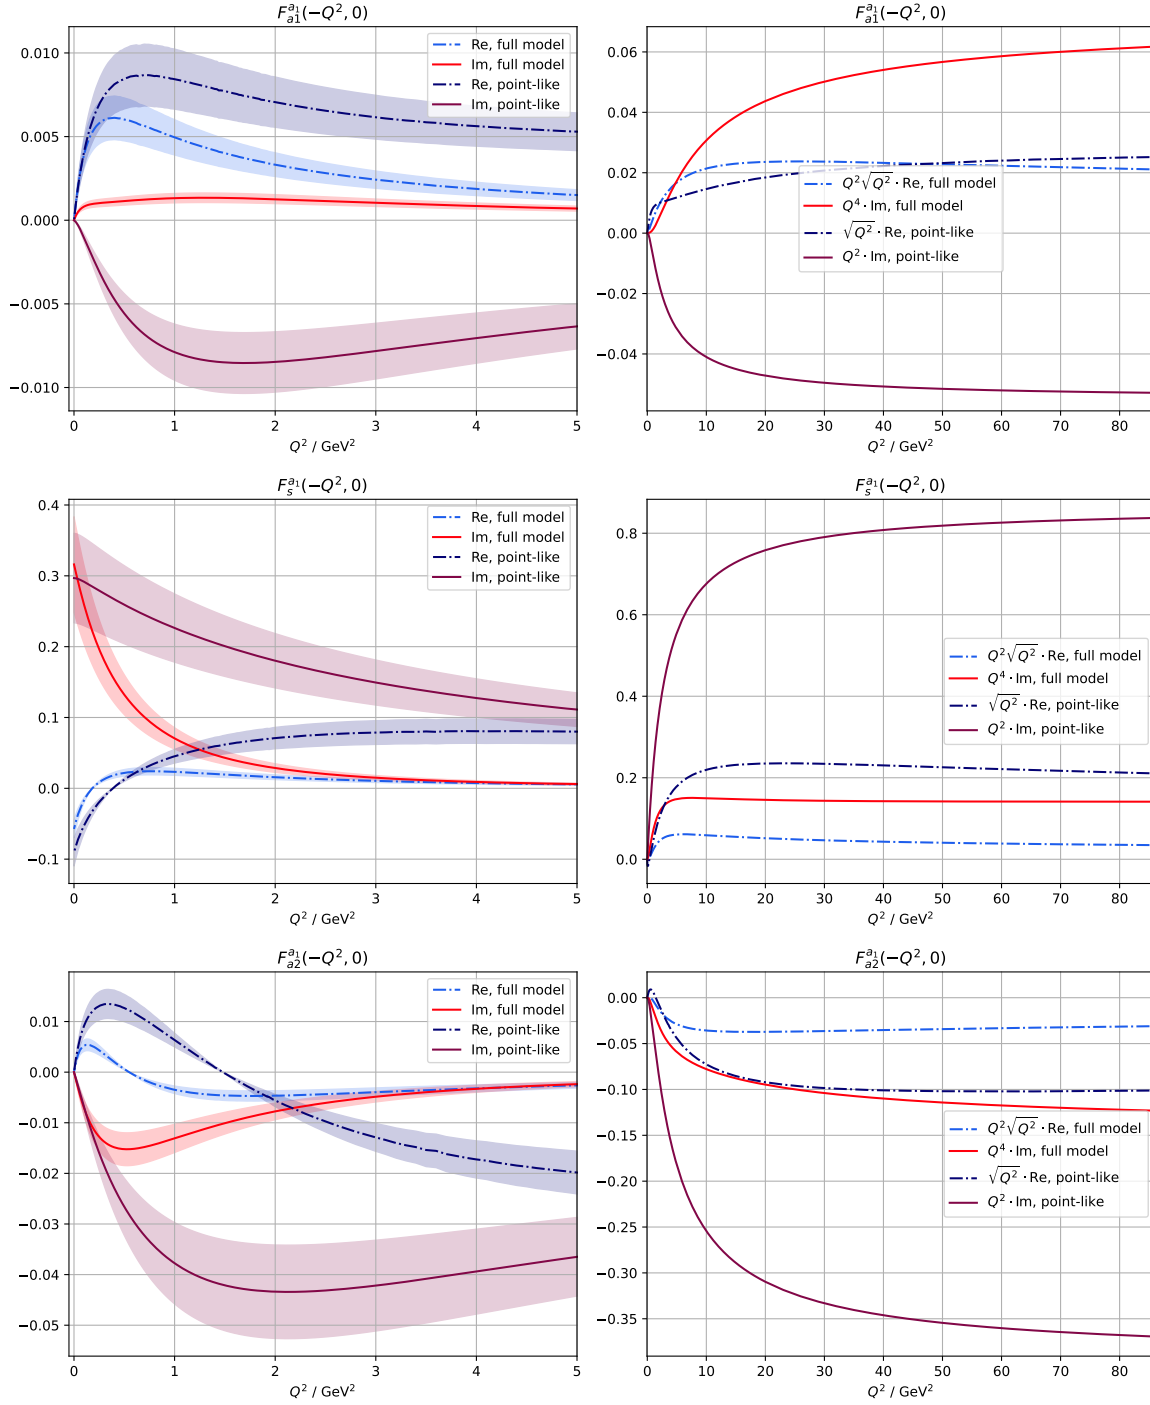 F_{a1}^{a_1}(−Q², 0)
Re, full model
Im, full model
Re, point-like
Im, point-like
0.010
0.005
0.000
−0.005
−0.010
0 1 2 3 4 5
Q² / GeV²
F_{a1}^{a_1}(−Q², 0)
Q²√Q² · Re, full model
Q⁴ · Im, full model
√Q² · Re, point-like
Q² · Im, point-like
0.06
0.04
0.02
0.00
−0.02
−0.04
0 10 20 30 40 50 60 70 80
Q² / GeV²
F_s^{a_1}(−Q², 0)
Re, full model
Im, full model
Re, point-like
Im, point-like
0.4
0.3
0.2
0.1
0.0
−0.1
0 1 2 3 4 5
Q² / GeV²
F_s^{a_1}(−Q², 0)
Q²√Q² · Re, full model
Q⁴ · Im, full model
√Q² · Re, point-like
Q² · Im, point-like
0.8
0.6
0.4
0.2
0.0
0 10 20 30 40 50 60 70 80
Q² / GeV²
F_{a2}^{a_1}(−Q², 0)
Re, full model
Im, full model
Re, point-like
Im, point-like
0.01
0.00
−0.01
−0.02
−0.03
−0.04
−0.05
0 1 2 3 4 5
Q² / GeV²
F_{a2}^{a_1}(−Q², 0)
Q²√Q² · Re, full model
Q⁴ · Im, full model
√Q² · Re, point-like
Q² · Im, point-like
0.00
−0.05
−0.10
−0.15
−0.20
−0.25
−0.30
−0.35
0 10 20 30 40 50 60 70 80
Q² / GeV²